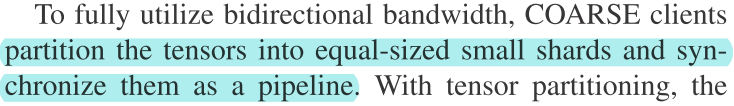 To fully utilize bidirectional bandwidth, COARSE clients
partition the tensors into equal-sized small shards and syn-
chronize them as a pipeline. With tensor partitioning, the